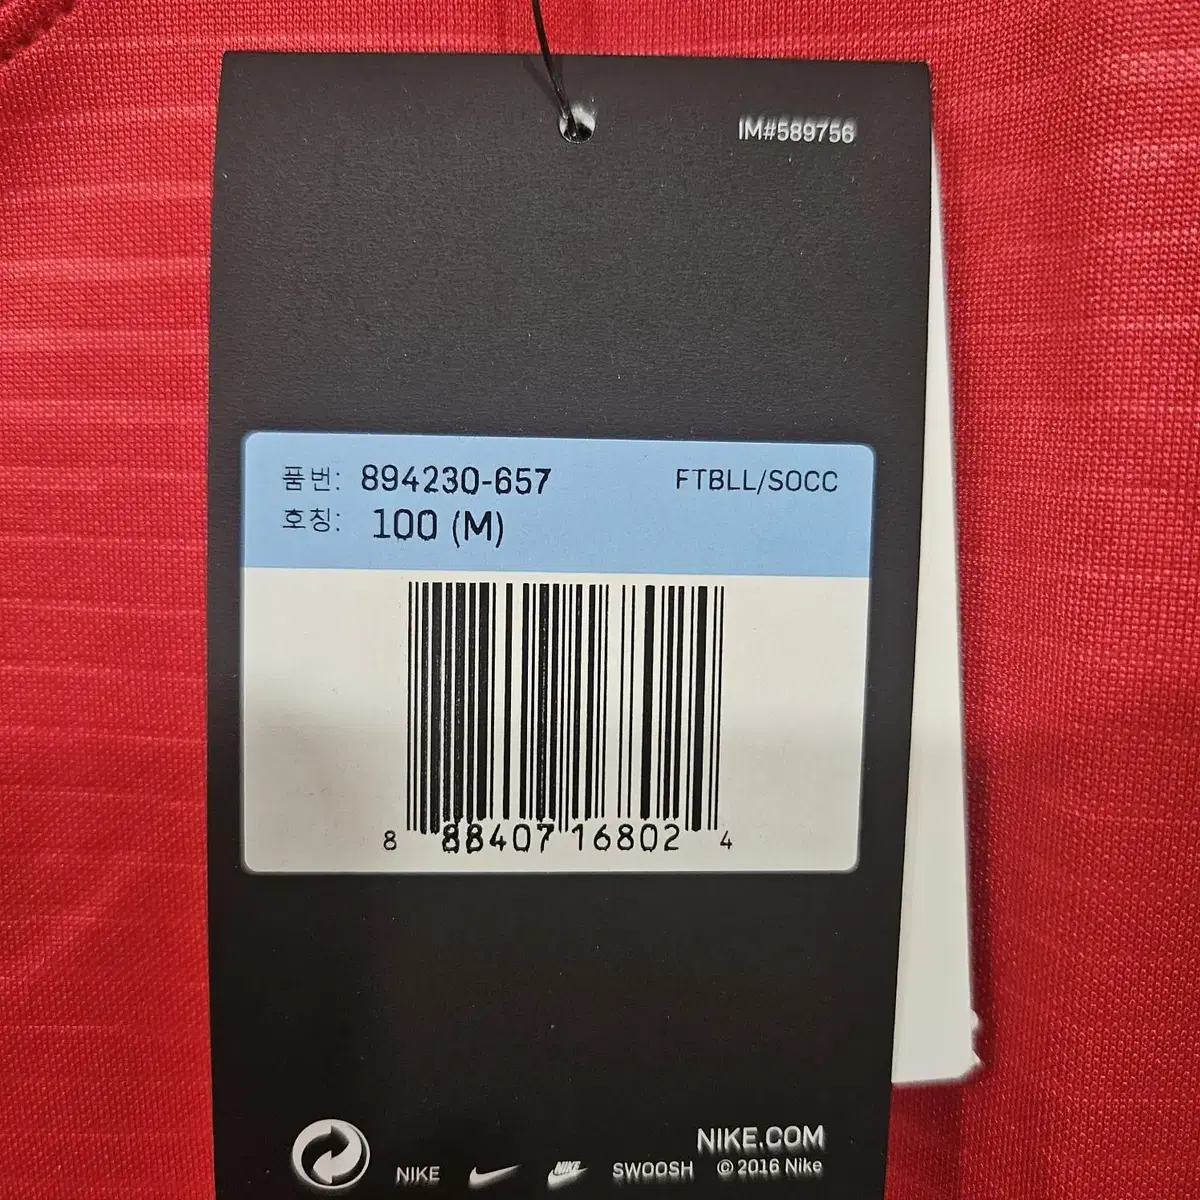 IM#589756
품번: 894230-657 FTBLL/SOCC
호칭: 100 (M)
8 88407 16802 4
NIKE.COM
NIKE NIKE SWOOSH © 2016 Nike